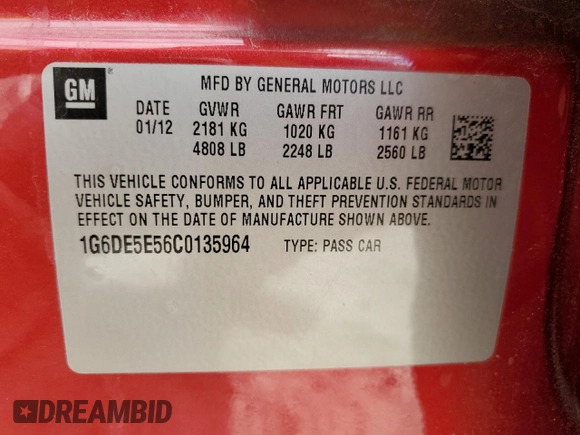 GM
MFD BY GENERAL MOTORS LLC
DATE GVWR GAWR FRT GAWR RR
01/12 2181 KG 1020 KG 1161 KG
4808 LB 2248 LB 2560 LB
THIS VEHICLE CONFORMS TO ALL APPLICABLE U.S. FEDERAL MOTOR
VEHICLE SAFETY, BUMPER, AND THEFT PREVENTION STANDARDS IN
EFFECT ON THE DATE OF MANUFACTURE SHOWN ABOVE.
1G6DE5E56C0135964 TYPE: PASS CAR
DREAMBID